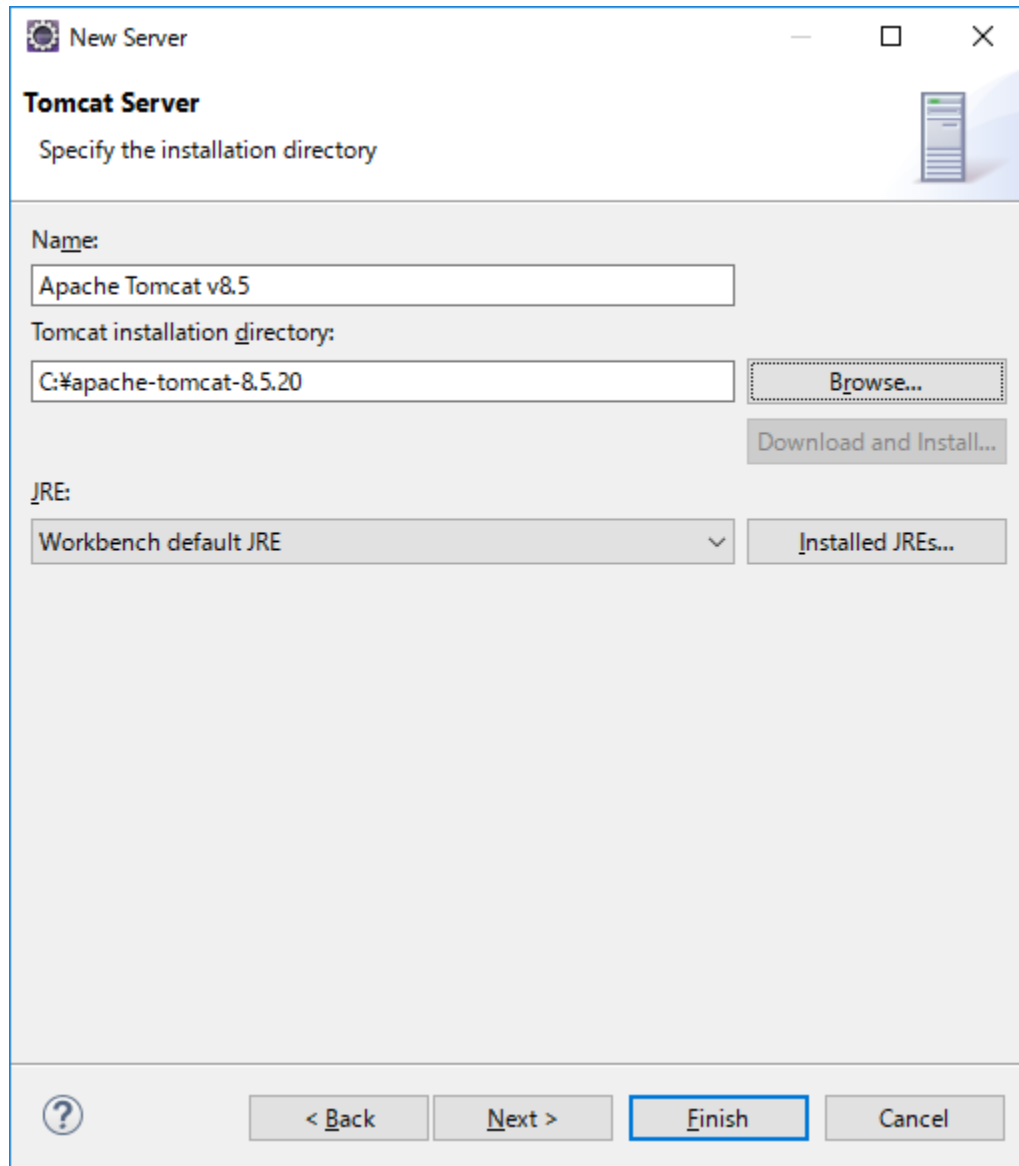 New Server
Tomcat Server
Specify the installation directory
Name:
Apache Tomcat v8.5
Tomcat installation directory:
C:¥apache-tomcat-8.5.20
Browse...
Download and Install...
JRE:
Workbench default JRE
Installed JREs...
?
< Back
Next >
Finish
Cancel